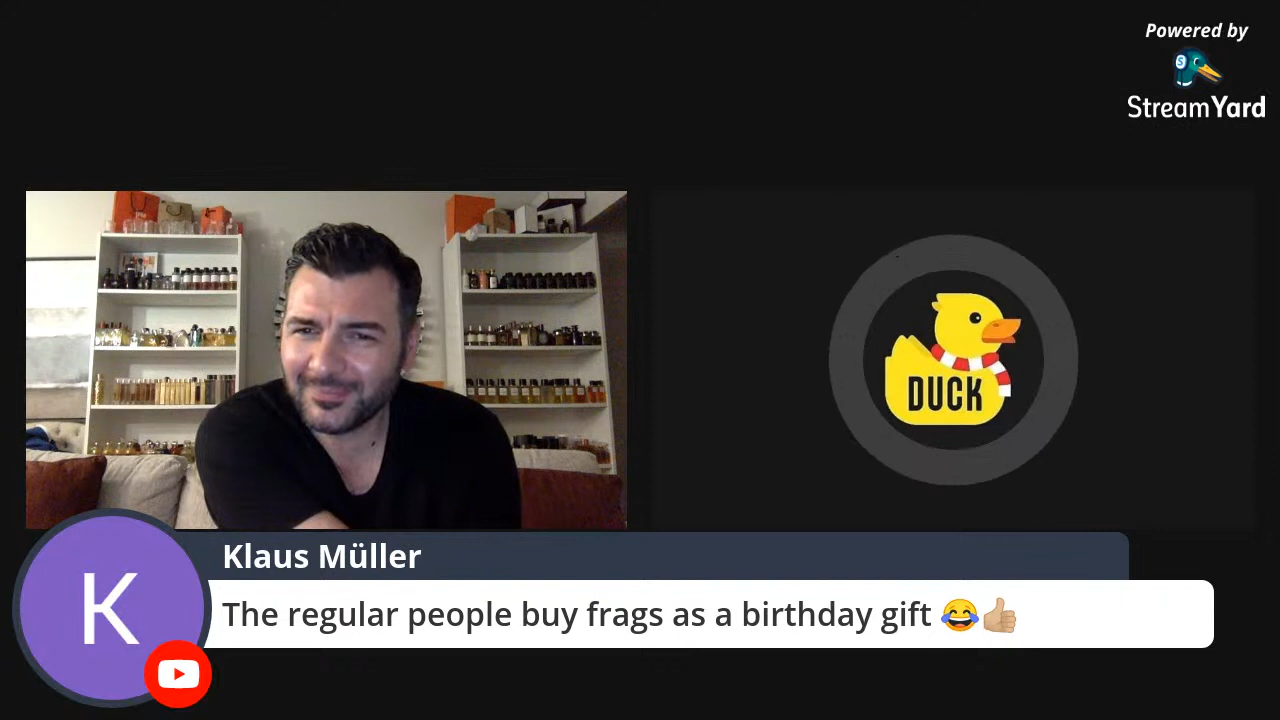 Powered by
StreamYard
DUCK
Klaus Müller
K
The regular people buy frags as a birthday gift 😂👍🏼